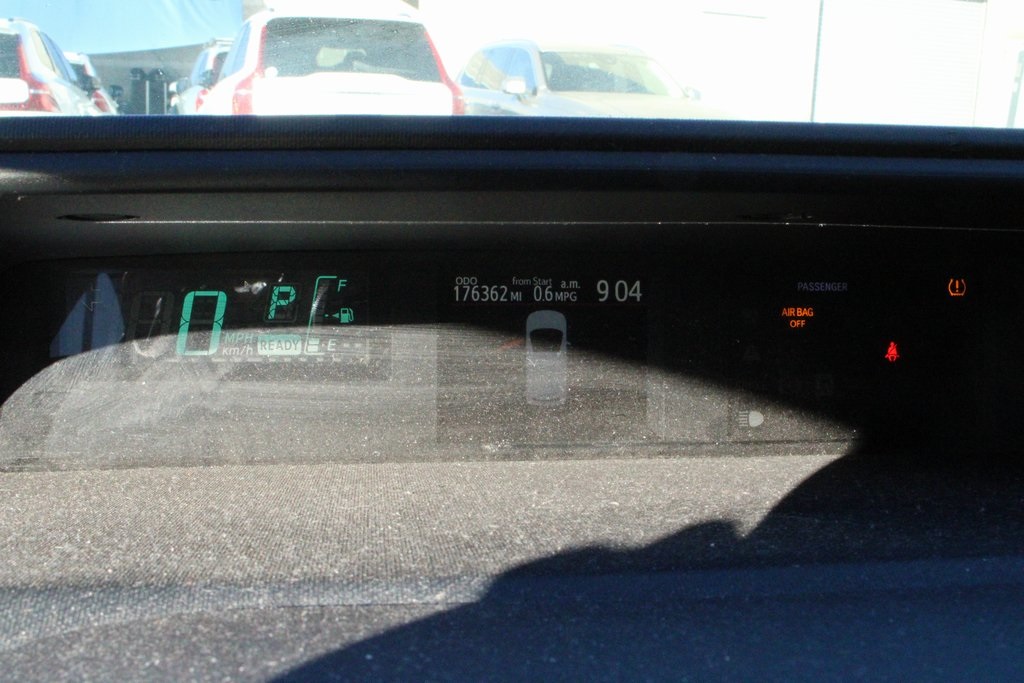 0
MPH
km/h
P
READY
F
E
ODO from Start a.m.
176362 MI 0.6 MPG 9 04
PASSENGER
AIR BAG
OFF